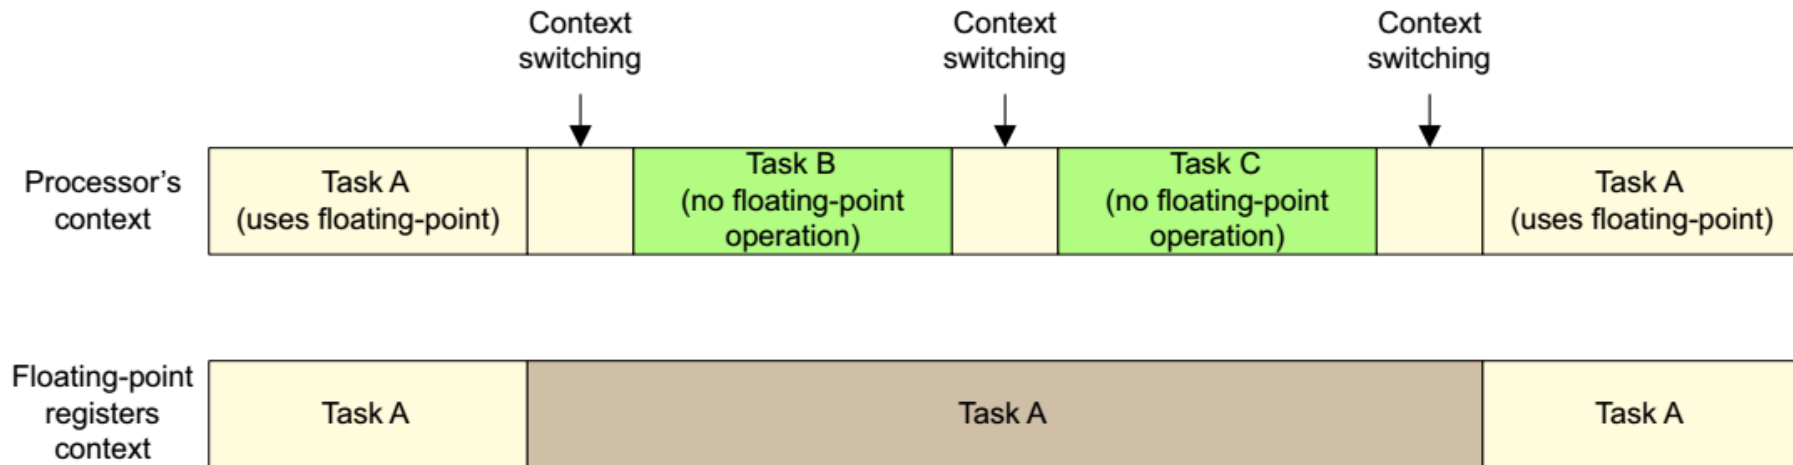 Context
switching
Context
switching
Context
switching
Processor's
context
Task A
(uses floating-point)
Task B
(no floating-point
operation)
Task C
(no floating-point
operation)
Task A
(uses floating-point)
Floating-point
registers
context
Task A
Task A
Task A